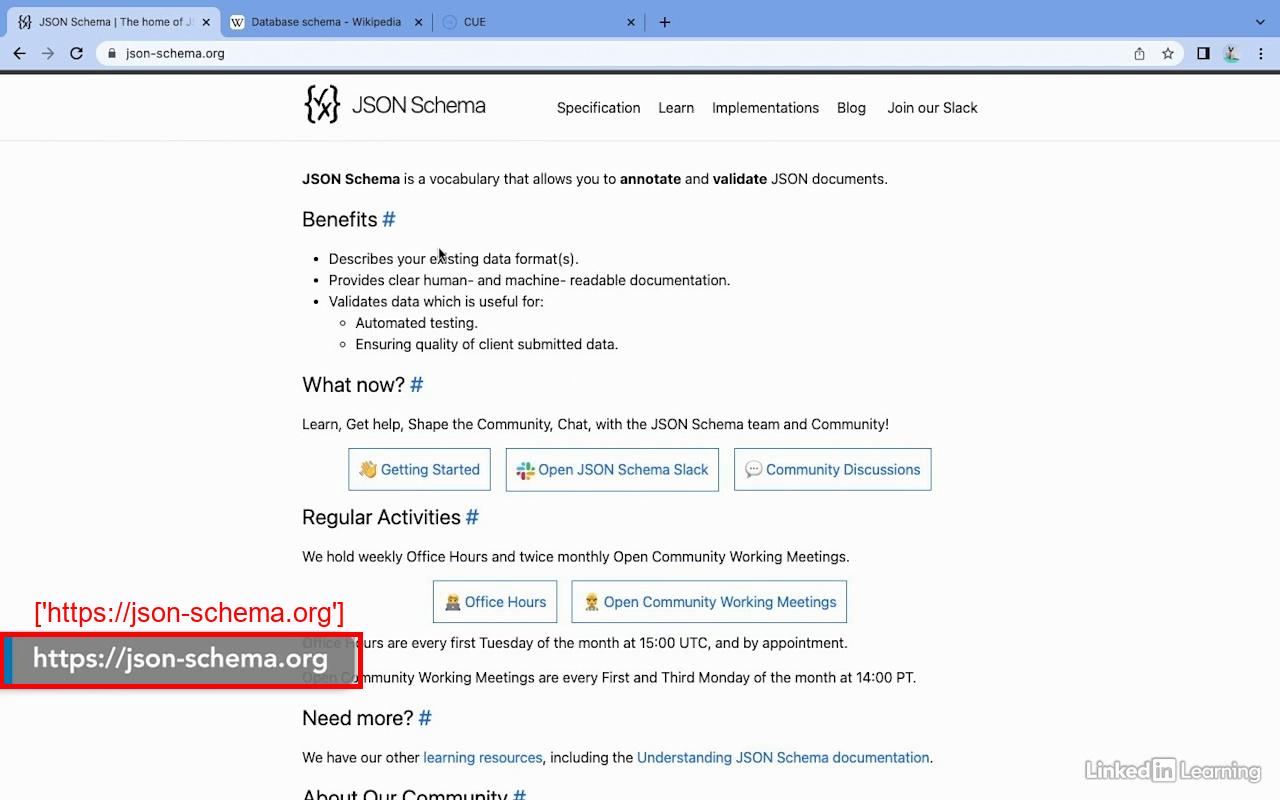 JSON Schema | The home of J
Database schema - Wikipedia
CUE
json-schema.org
JSON Schema
Specification
Learn
Implementations
Blog
Join our Slack
JSON Schema is a vocabulary that allows you to annotate and validate JSON documents.
Benefits #
• Describes your existing data format(s).
• Provides clear human- and machine- readable documentation.
• Validates data which is useful for:
◦ Automated testing.
◦ Ensuring quality of client submitted data.
What now? #
Learn, Get help, Shape the Community, Chat, with the JSON Schema team and Community!
👋 Getting Started
Open JSON Schema Slack
💬 Community Discussions
Regular Activities #
We hold weekly Office Hours and twice monthly Open Community Working Meetings.
Office Hours
Open Community Working Meetings
['https://json-schema.org']
Office Hours are every first Tuesday of the month at 15:00 UTC, and by appointment.
https://json-schema.org
Open Community Working Meetings are every First and Third Monday of the month at 14:00 PT.
Need more? #
We have our other learning resources, including the Understanding JSON Schema documentation.
About Our Community #
Linked in Learning